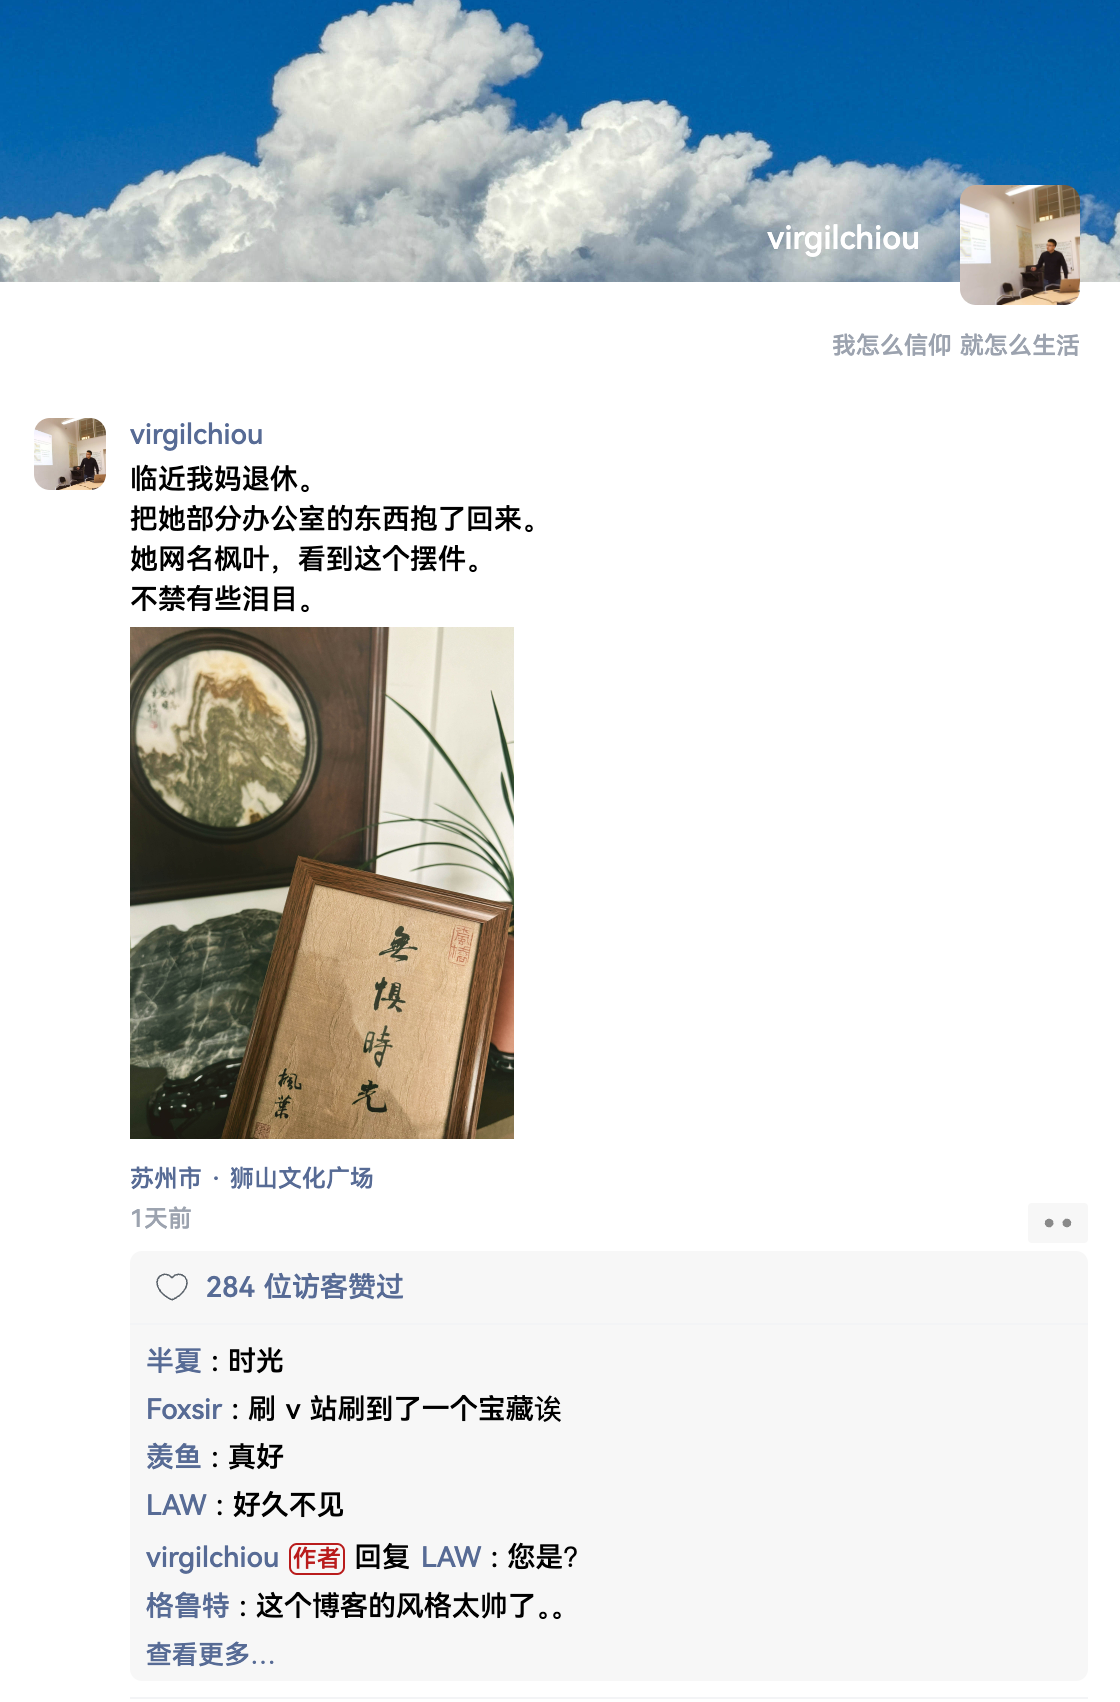 virgilchiou
我怎么信仰 就怎么生活
virgilchiou
临近我妈退休。
把她部分办公室的东西抱了回来。
她网名枫叶，看到这个摆件。
不禁有些泪目。
無
惧
時
光
楓
葉
苏州市 · 狮山文化广场
1天前
284 位访客赞过
半夏 : 时光
Foxsir : 刷 v 站刷到了一个宝藏诶
羡鱼 : 真好
LAW : 好久不见
virgilchiou 作者 回复 LAW : 您是?
格鲁特 : 这个博客的风格太帅了。。
查看更多...